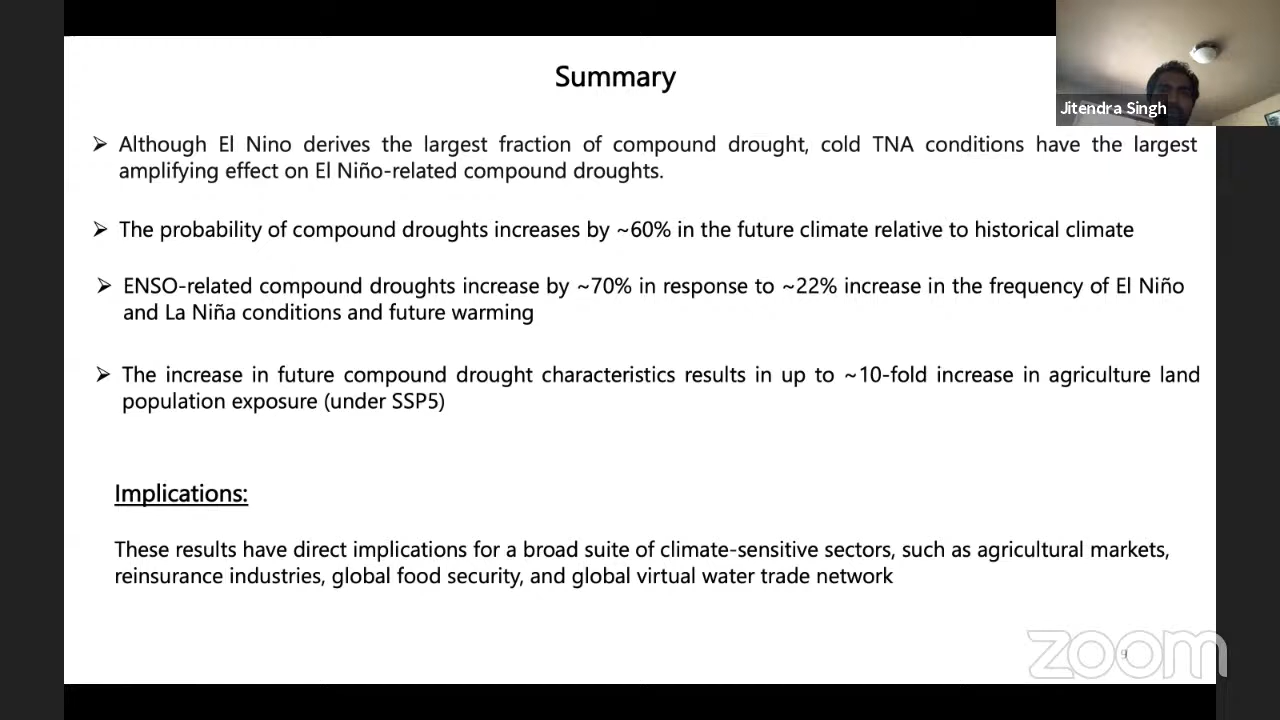 Summary
Jitendra Singh
➢ Although El Nino derives the largest fraction of compound drought, cold TNA conditions have the largest
amplifying effect on El Niño-related compound droughts.
➢ The probability of compound droughts increases by ~60% in the future climate relative to historical climate
➢ ENSO-related compound droughts increase by ~70% in response to ~22% increase in the frequency of El Niño
and La Niña conditions and future warming
➢ The increase in future compound drought characteristics results in up to ~10-fold increase in agriculture land
population exposure (under SSP5)
Implications:
These results have direct implications for a broad suite of climate-sensitive sectors, such as agricultural markets,
reinsurance industries, global food security, and global virtual water trade network
zoom
9